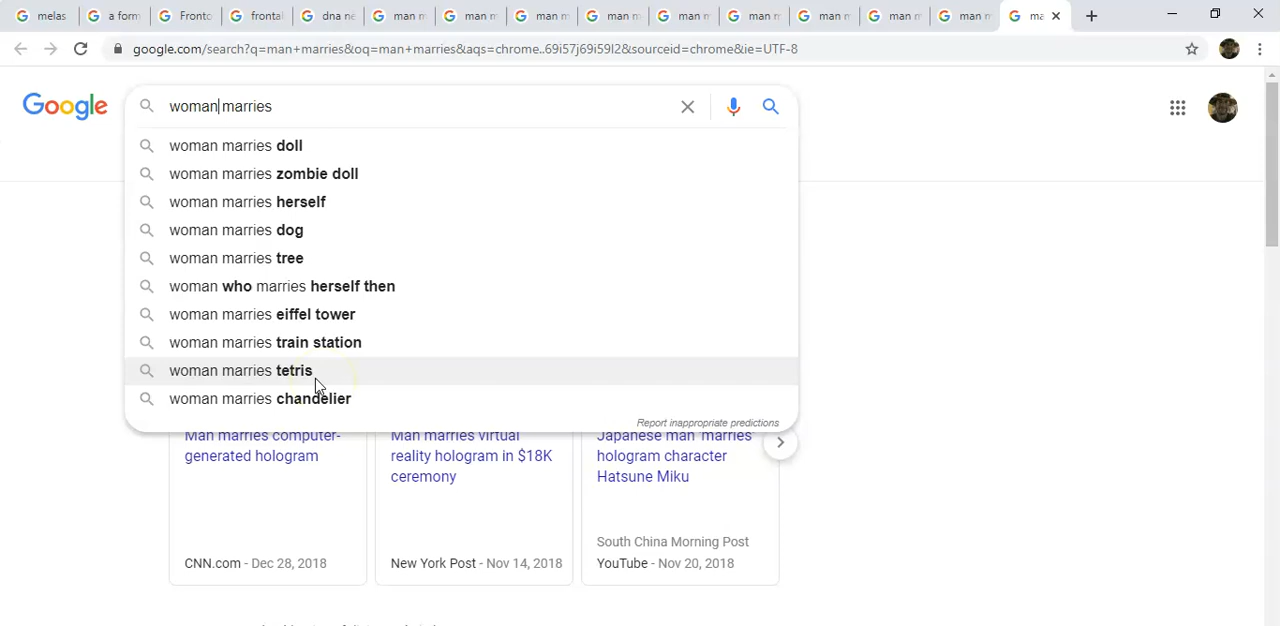 melas
a form
Fronto
frontal
dna ne
man m
man m
man m
man m
man m
man m
man m
man m
man m
ma
google.com/search?q=man+marries&oq=man+marries&aqs=chrome..69i57j69i59l2&sourceid=chrome&ie=UTF-8
Google
woman marries
woman marries doll
woman marries zombie doll
woman marries herself
woman marries dog
woman marries tree
woman who marries herself then
woman marries eiffel tower
woman marries train station
woman marries tetris
woman marries chandelier
Report inappropriate predictions
Man marries computer-
generated hologram
CNN.com - Dec 28, 2018
Man marries virtual
reality hologram in $18K
ceremony
New York Post - Nov 14, 2018
Japanese man 'marries'
hologram character
Hatsune Miku
South China Morning Post
YouTube - Nov 20, 2018